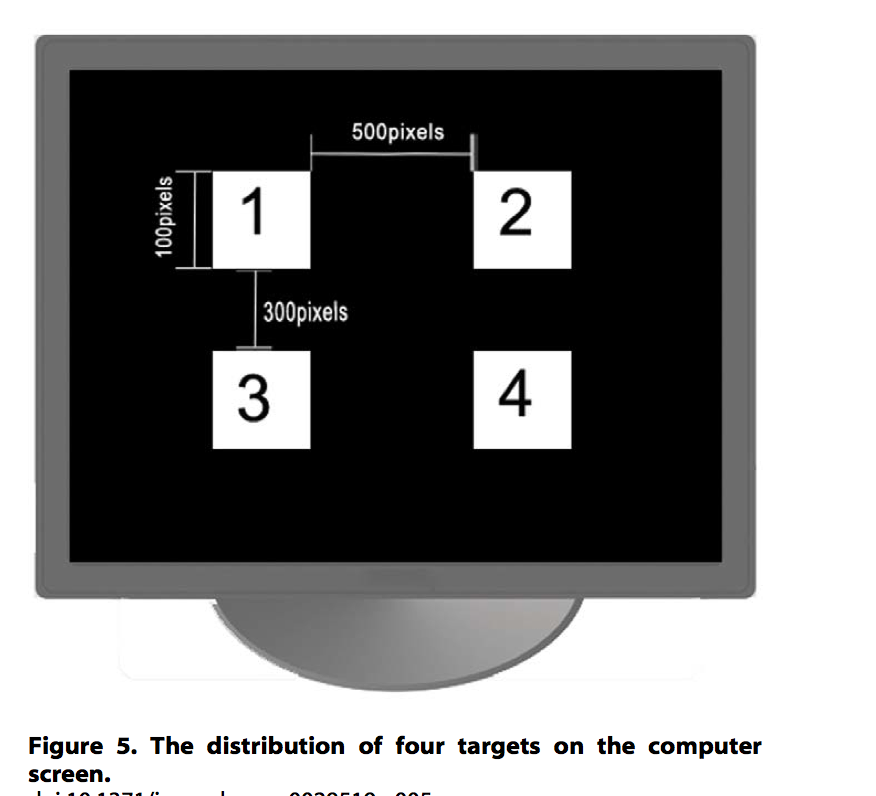 500pixels
100pixels
1
2
300pixels
3
4
Figure 5. The distribution of four targets on the computer
screen.